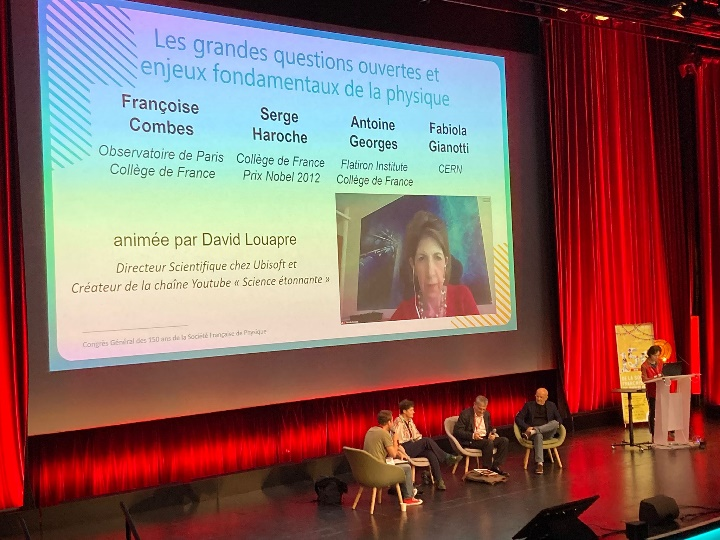 Les grandes questions ouvertes et
enjeux fondamentaux de la physique
Françoise
Combes
Observatoire de Paris
Collège de France
Serge
Haroche
Collège de France
Prix Nobel 2012
Antoine
Georges
Flatiron Institute
Collège de France
Fabiola
Gianotti
CERN
animée par David Louapre
Directeur Scientifique chez Ubisoft et
Créateur de la chaîne Youtube « Science étonnante »
Congrès Général des 150 ans de la Société Française de Physique